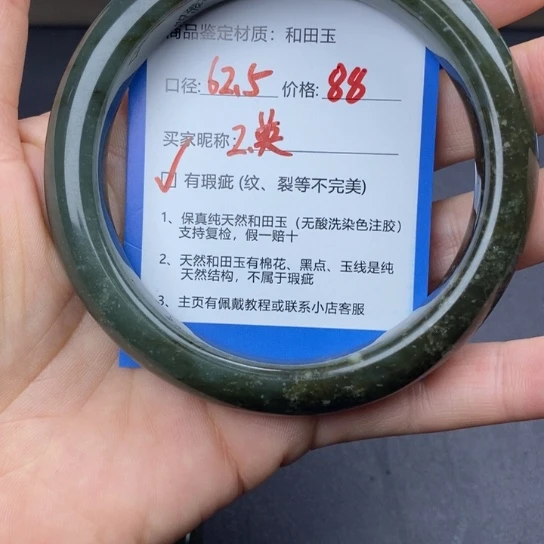 商品鉴定材质：和田玉
口径: 62.5 价格: 88
买家昵称: 2.英
有瑕疵 (纹、裂等不完美)
1、保真纯天然和田玉（无酸洗染色注胶）
支持复检，假一赔十
2、天然和田玉有棉花、黑点、玉线是纯
天然结构，不属于瑕疵
3、主页有佩戴教程或联系小店客服